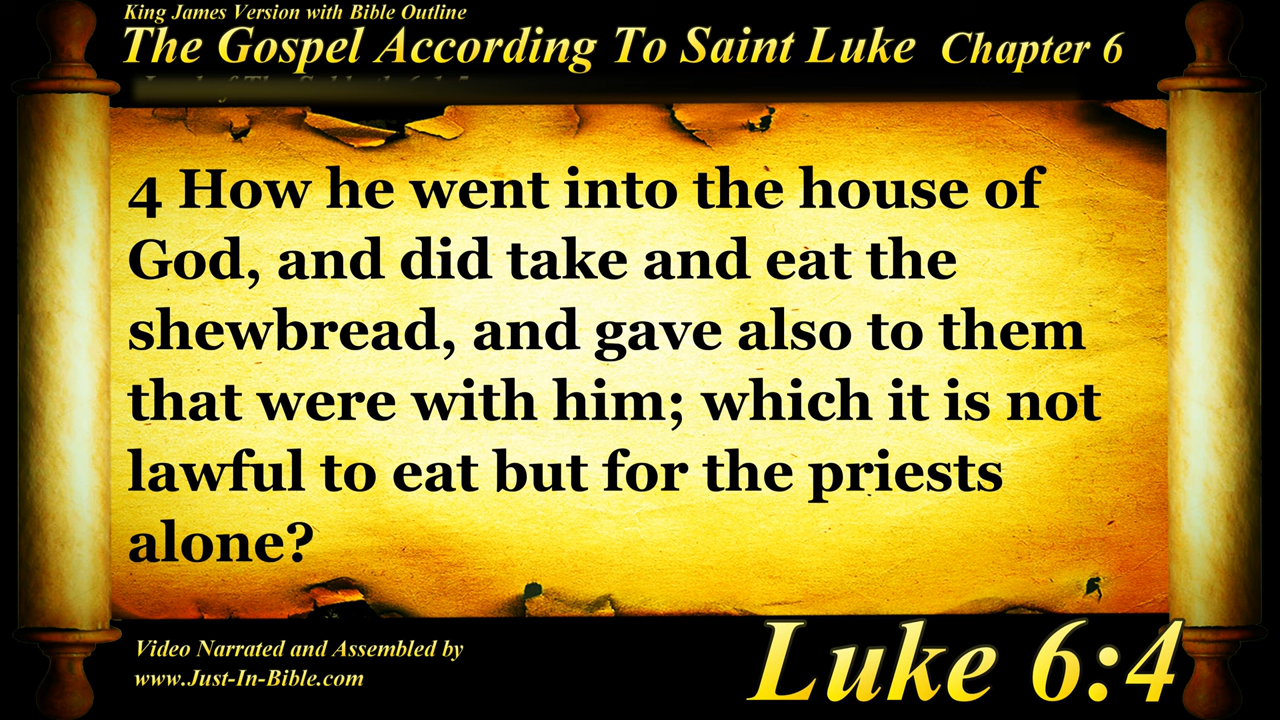 King James Version with Bible Outline
The Gospel According To Saint Luke Chapter 6
4 How he went into the house of
God, and did take and eat the
shewbread, and gave also to them
that were with him; which it is not
lawful to eat but for the priests
alone?
Video Narrated and Assembled by
www.Just-In-Bible.com
Luke 6:4